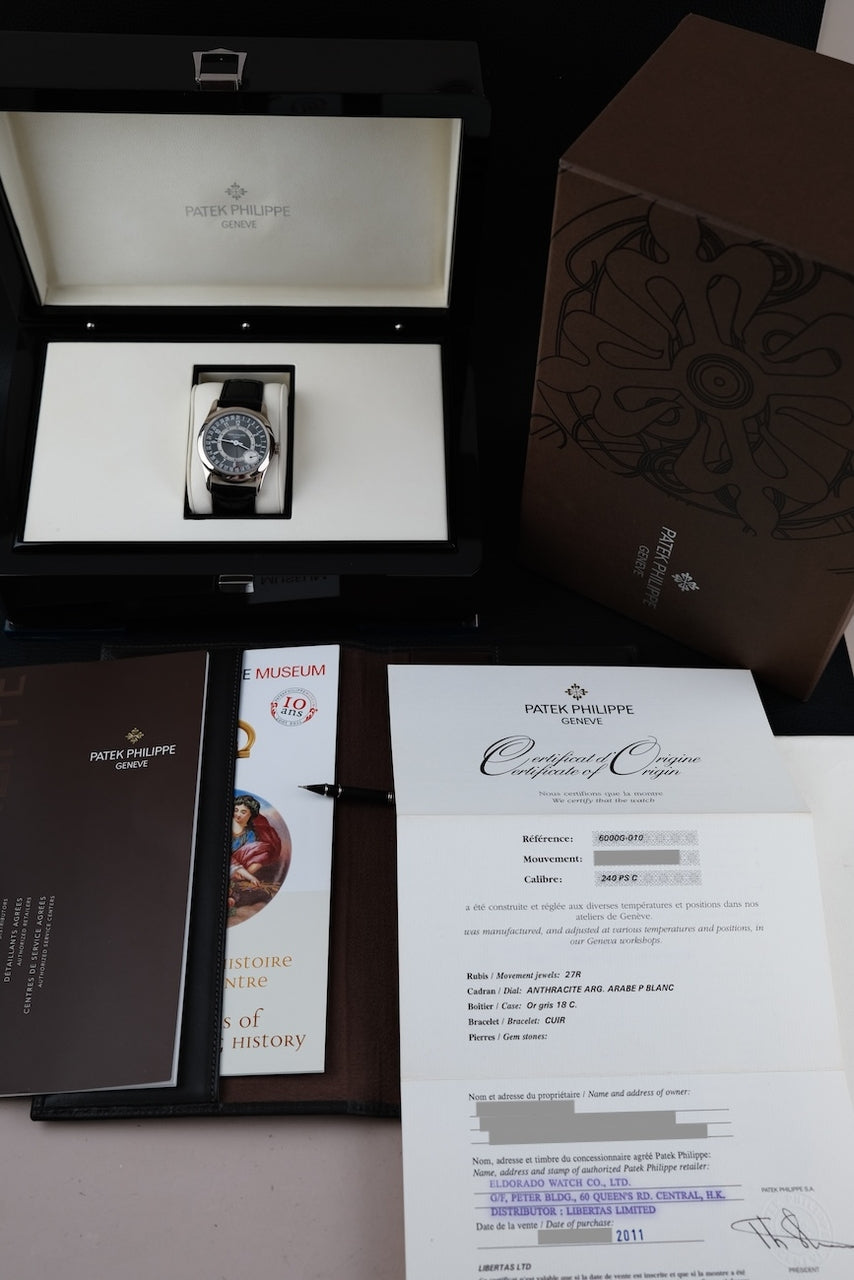 PATEK PHILIPPE
GENEVE
PATEK PHILIPPE
GENEVE
PATEK PHILIPPE
GENEVE
DÉTAILLANTS AGRÉÉS
AUTHORIZED RETAILERS
CENTRES DE SERVICE AGRÉÉS
AUTHORIZED SERVICE CENTERS
E MUSEUM
10
ans
HISTOIRE
NTRE
s of
HISTORY
PATEK PHILIPPE
GENEVE
Certificat d'Origine
Certificate of Origin
Nous certifions que la montre
We certify that the watch
Référence: 6000G-010
Mouvement:
Calibre: 240 PS C
a été construite et réglée aux diverses températures et positions dans nos
ateliers de Genève.
was manufactured, and adjusted at various temperatures and positions, in
our Geneva workshops.
Rubis / Movement jewels: 27R
Cadran / Dial: ANTHRACITE ARG. ARABE P BLANC
Boîtier / Case: Or gris 18 C.
Bracelet / Bracelet: CUIR
Pierres / Gem stones:
Nom et adresse du propriétaire / Name and address of owner:
Nom, adresse et timbre du concessionnaire agréé Patek Philippe:
Name, address and stamp of authorized Patek Philippe retailer:
ELDORADO WATCH CO., LTD.
G/F, PETER BLDG., 60 QUEEN'S RD. CENTRAL, H.K.
DISTRIBUTOR : LIBERTAS LIMITED
Date de la vente / Date of purchase:
2011
PATEK PHILIPPE S.A.
PRESIDENT
LIBERTAS LTD